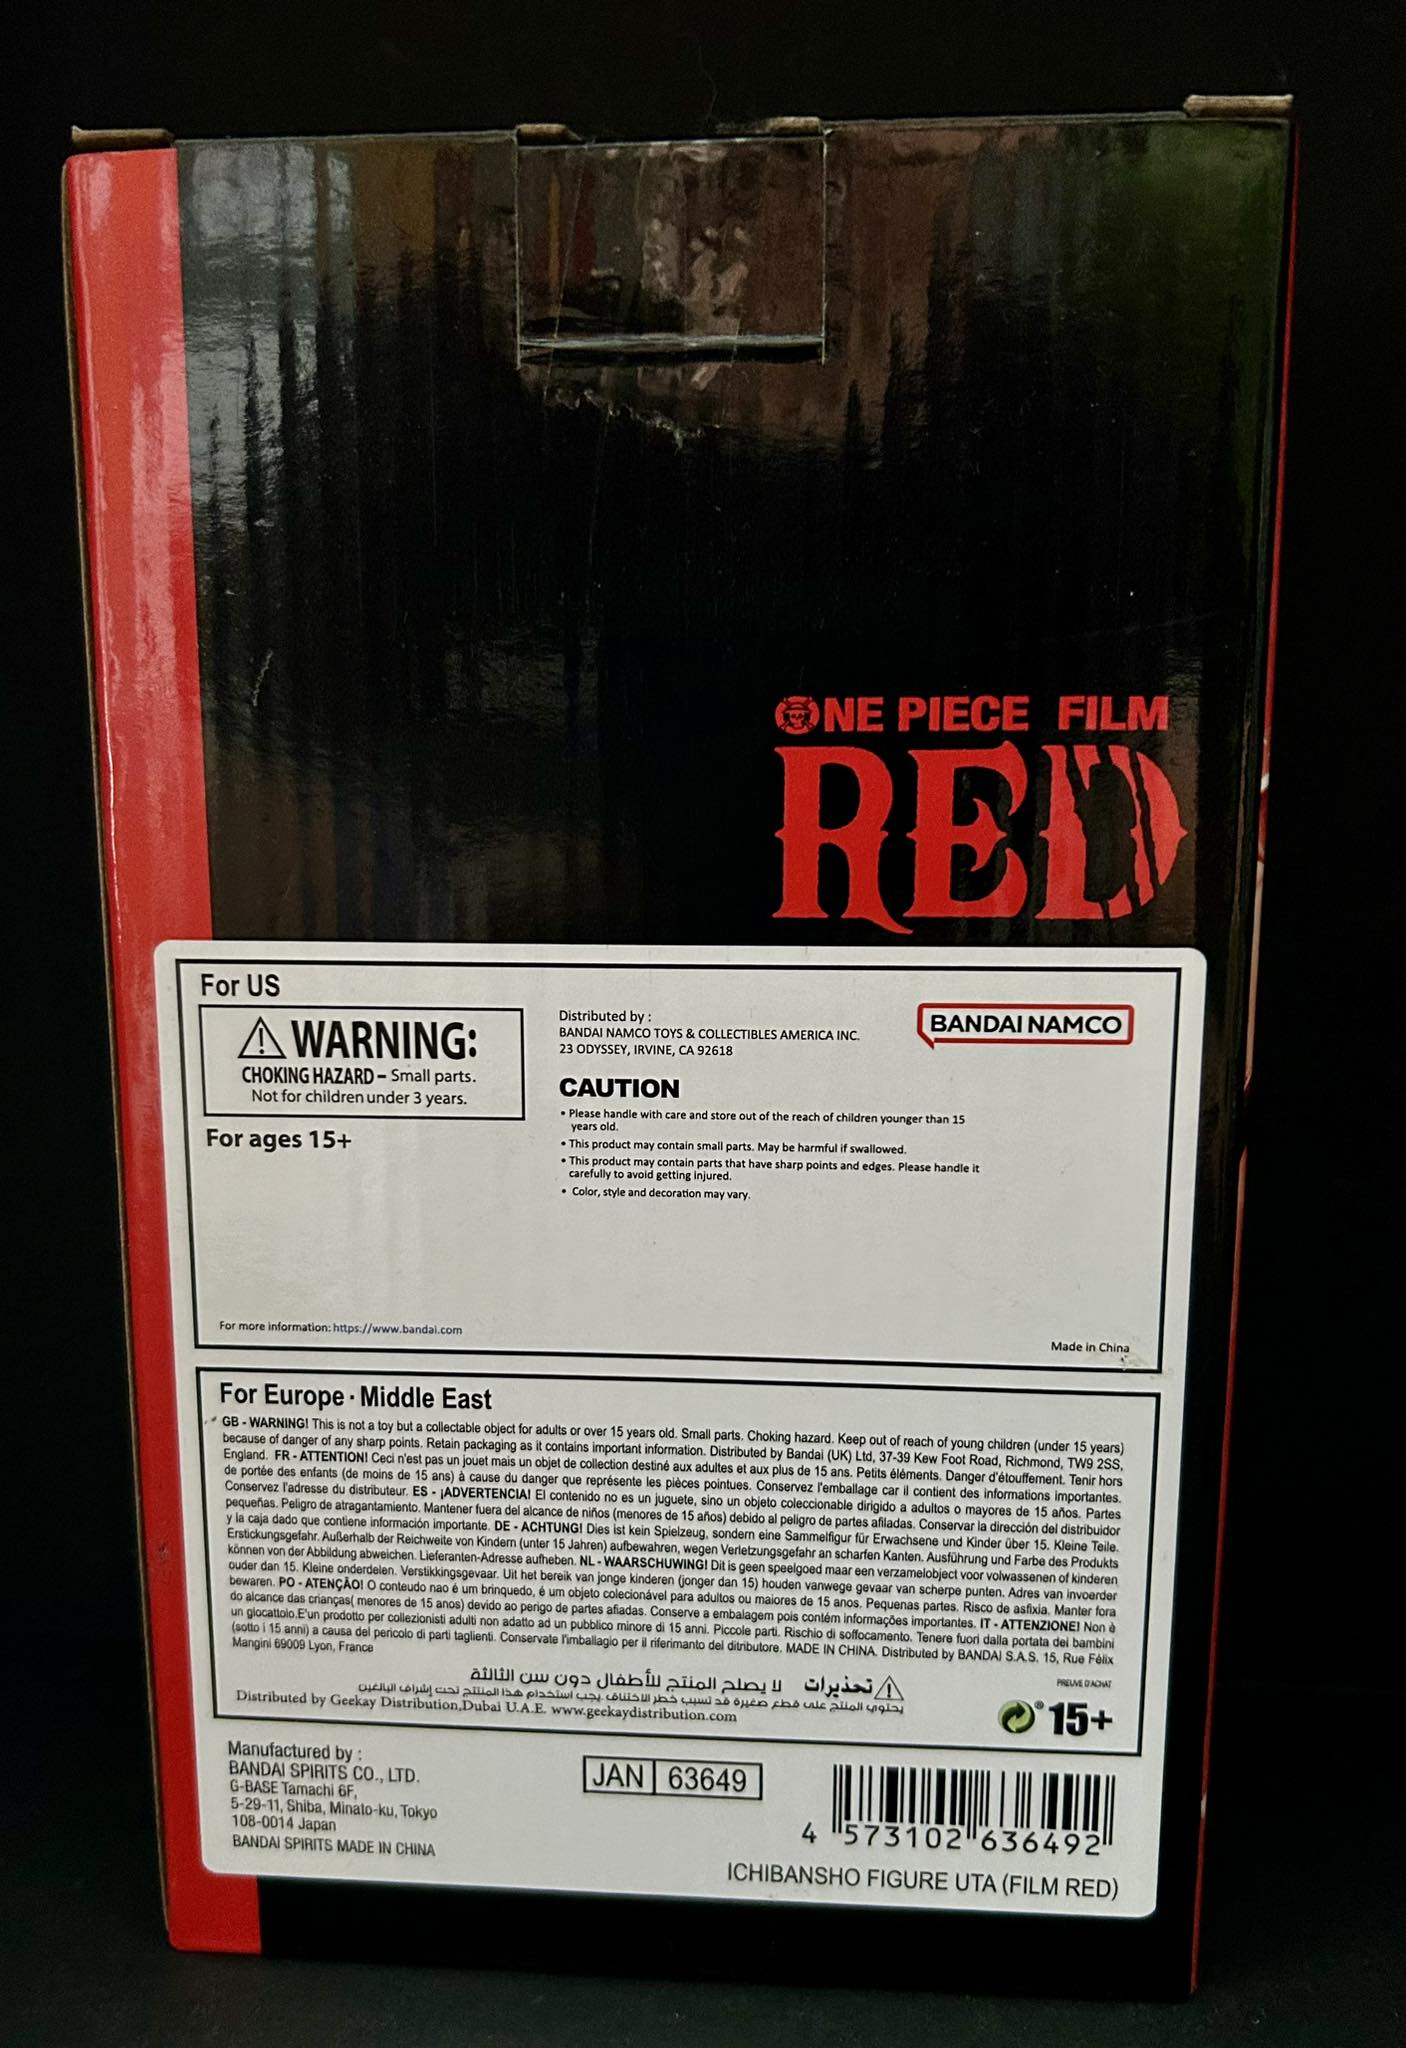 ONE PIECE FILM
RED
For US
WARNING:
CHOKING HAZARD – Small parts.
Not for children under 3 years.
For ages 15+
Distributed by :
BANDAI NAMCO TOYS & COLLECTIBLES AMERICA INC.
23 ODYSSEY, IRVINE, CA 92618
BANDAI NAMCO
CAUTION
• Please handle with care and store out of the reach of children younger than 15
years old.
• This product may contain small parts. May be harmful if swallowed.
• This product may contain parts that have sharp points and edges. Please handle it
carefully to avoid getting injured.
• Color, style and decoration may vary.
For more information: https://www.bandai.com
Made in China
For Europe · Middle East
GB - WARNING! This is not a toy but a collectable object for adults or over 15 years old. Small parts. Choking hazard. Keep out of reach of young children (under 15 years)
because of danger of any sharp points. Retain packaging as it contains important information. Distributed by Bandai (UK) Ltd, 37-39 Kew Foot Road, Richmond, TW9 2SS,
England. FR - ATTENTION! Ceci n'est pas un jouet mais un objet de collection destiné aux adultes et aux plus de 15 ans. Petits éléments. Danger d'étouffement. Tenir hors
de portée des enfants (de moins de 15 ans) à cause du danger que représente les pièces pointues. Conservez l'emballage car il contient des informations importantes.
Conservez l'adresse du distributeur. ES - ¡ADVERTENCIA! El contenido no es un juguete, sino un objeto coleccionable dirigido a adultos o mayores de 15 años. Partes
pequeñas. Peligro de atragantamiento. Mantener fuera del alcance de niños (menores de 15 años) debido al peligro de partes afiladas. Conservar la dirección del distribuidor
y la caja dado que contiene información importante. DE - ACHTUNG! Dies ist kein Spielzeug, sondern eine Sammelfigur für Erwachsene und Kinder über 15. Kleine Teile.
Erstickungsgefahr. Außerhalb der Reichweite von Kindern (unter 15 Jahren) aufbewahren, wegen Verletzungsgefahr an scharfen Kanten. Ausführung und Farbe des Produkts
können von der Abbildung abweichen. Lieferanten-Adresse aufheben. NL - WAARSCHUWING! Dit is geen speelgoed maar een verzamelobject voor volwassenen of kinderen
ouder dan 15. Kleine onderdelen. Verstikkingsgevaar. Uit het bereik van jonge kinderen (jonger dan 15) houden vanwege gevaar van scherpe punten. Adres van invoerder
bewaren. PO - ATENÇÃO! O conteudo nao é um brinquedo, é um objeto colecionável para adultos ou maiores de 15 anos. Pequenas partes. Risco de asfixia. Manter fora
do alcance das crianças( menores de 15 anos) devido ao perigo de partes afiadas. Conserve a embalagem pois contém informações importantes. IT - ATTENZIONE! Non è
un giocattolo.E'un prodotto per collezionisti adulti non adatto ad un pubblico minore di 15 anni. Piccole parti. Rischio di soffocamento. Tenere fuori dalla portata dei bambini
(sotto i 15 anni) a causa del pericolo di parti taglienti. Conservate l'imballagio per il riferimanto del ditributore. MADE IN CHINA. Distributed by BANDAI S.A.S. 15, Rue Félix
Mangini 69009 Lyon, France
تحذيرات لا يصلح المنتج للأطفال دون سن الثالثة
يحتوي المنتج على قطع صغيرة قد تسبب خطر الاختناق. يجب استخدام هذا المنتج تحت إشراف البالغين
Distributed by Geekay Distribution,Dubai U.A.E. www.geekaydistribution.com
PREUVE D'ACHAT
® 15+
Manufactured by :
BANDAI SPIRITS CO., LTD.
G-BASE Tamachi 6F,
5-29-11, Shiba, Minato-ku, Tokyo
108-0014 Japan
BANDAI SPIRITS MADE IN CHINA
JAN 63649
4 573102 636492
ICHIBANSHO FIGURE UTA (FILM RED)